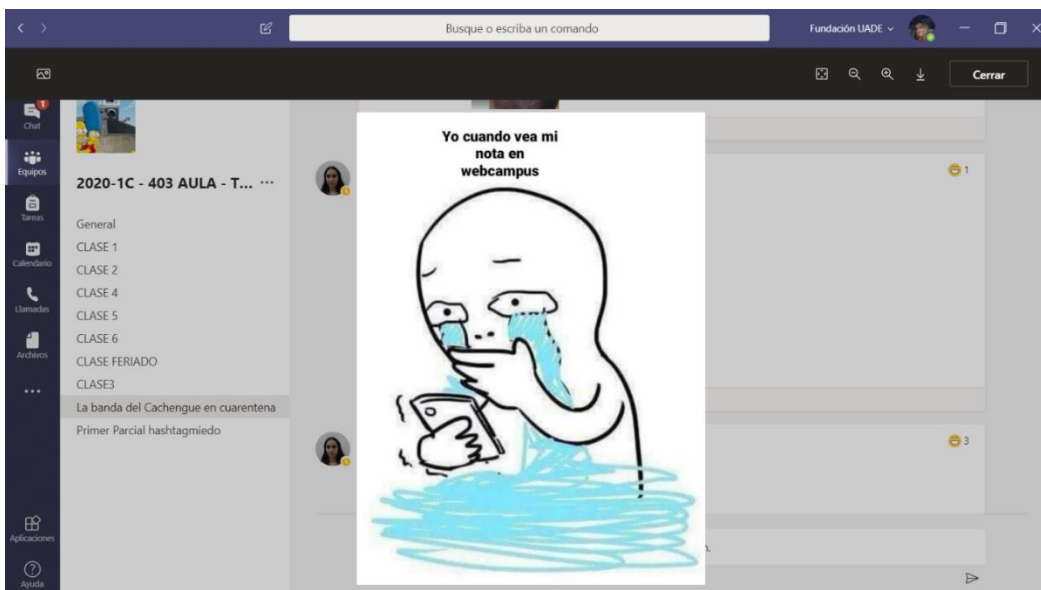 Busque o escriba un comando
Fundación UADE
Cerrar
1
Chat
Equipos
Tareas
Calendario
Llamadas
Archivos
Aplicaciones
Ayuda
2020-1C - 403 AULA - T... ...
General
CLASE 1
CLASE 2
CLASE 4
CLASE 5
CLASE 6
CLASE FERIADO
CLASE3
La banda del Cachengue en cuarentena
Primer Parcial hashtagmiedo
Yo cuando vea mi
nota en
webcampus
1
3
n.